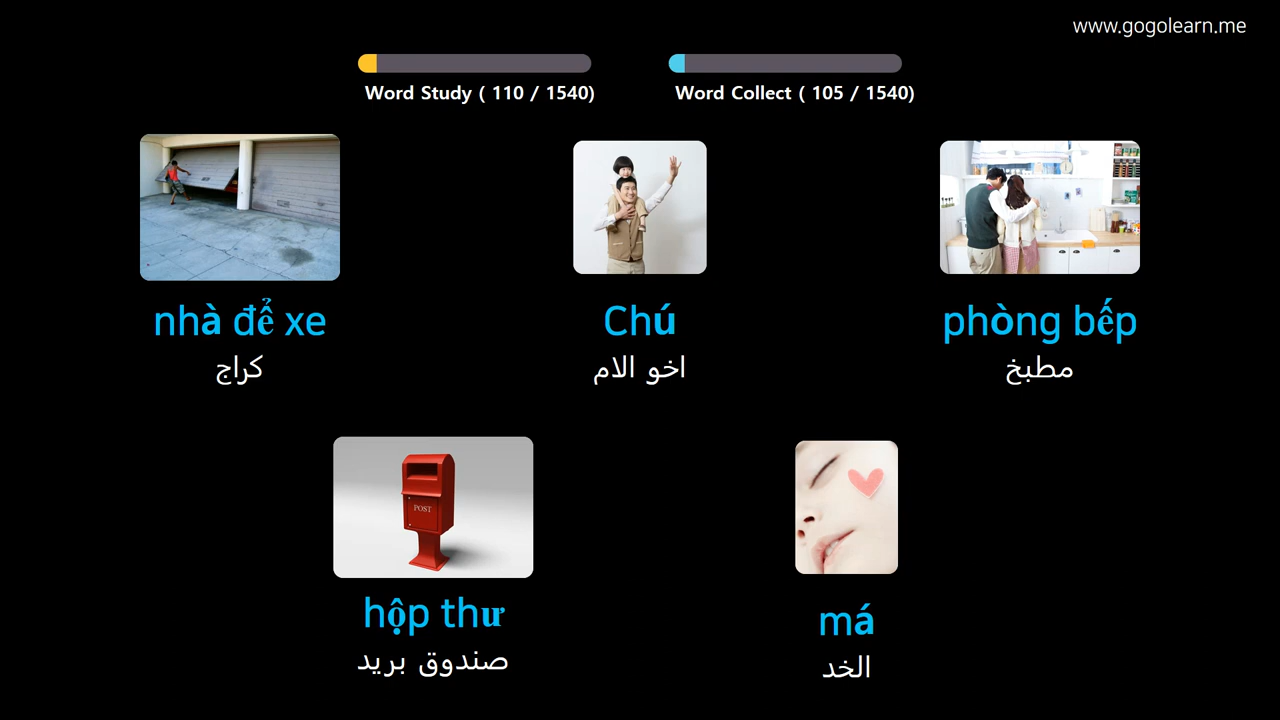 www.gogolearn.me
Word Study ( 110 / 1540)
Word Collect ( 105 / 1540)
nhà để xe
كراج
Chú
اخو الام
phòng bếp
مطبخ
POST
hộp thư
صندوق بريد
má
الخد